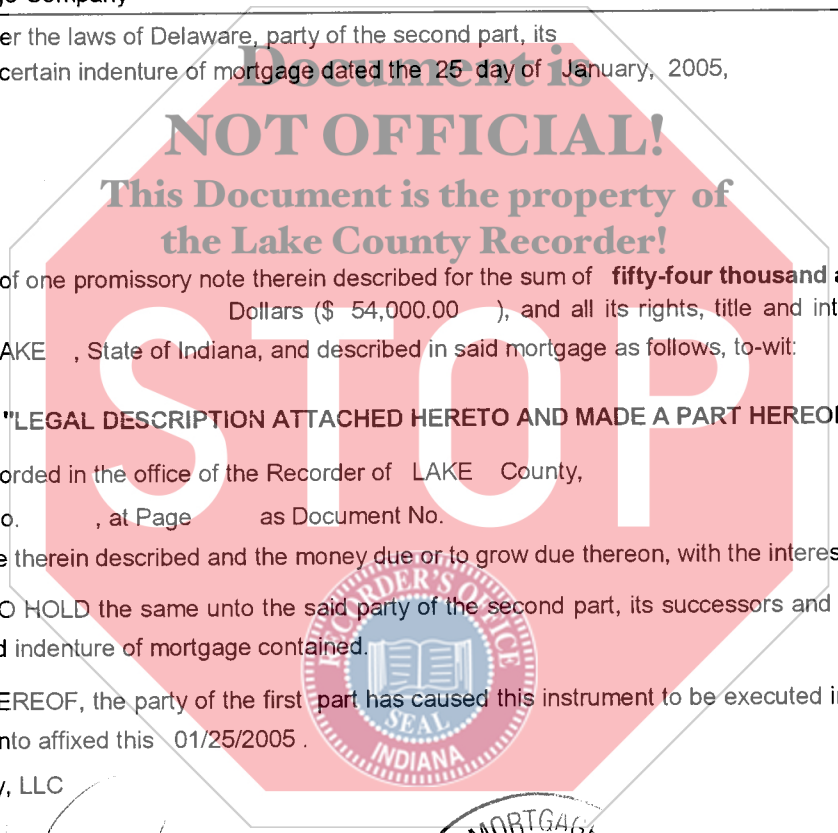 ge Company
er the laws of Delaware, party of the second part, its
Document is
certain indenture of mortgage dated the 25 day of January, 2005,
NOT OFFICIAL!
This Document is the property of
the Lake County Recorder!
of one promissory note therein described for the sum of fifty-four thousand a
Dollars ($ 54,000.00 ), and all its rights, title and int
AKE , State of Indiana, and described in said mortgage as follows, to-wit:
STOP
"LEGAL DESCRIPTION ATTACHED HERETO AND MADE A PART HEREOF
orded in the office of the Recorder of LAKE County,
o. , at Page as Document No.
e therein described and the money due or to grow due thereon, with the interes
O HOLD the same unto the said party of the second part, its successors and
d indenture of mortgage contained.
RECORDER'S OFFICE
SEAL
INDIANA
EREOF, the party of the first part has caused this instrument to be executed i
nto affixed this 01/25/2005 .
y, LLC
MORTGAG